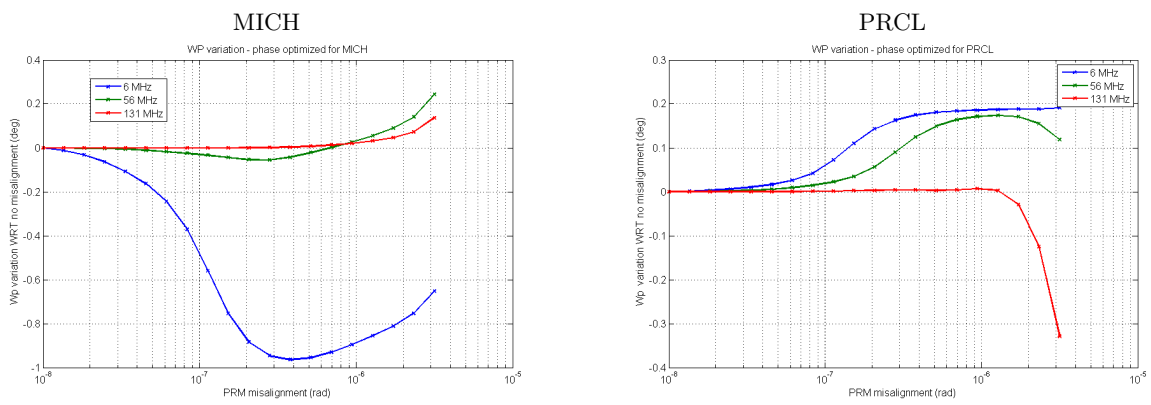 MICH
WP variation - phase optimized for MICH
Wp variation WRT no misalignment (deg)
0.4
0.2
0
-0.2
-0.4
-0.6
-0.8
-1
6 MHz
56 MHz
131 MHz
10^-8
10^-7
10^-6
10^-5
PRM misalignment (rad)
PRCL
WP variation - phase optimized for PRCL
Wp variation WRT no misalignment (deg)
0.3
0.2
0.1
0
-0.1
-0.2
-0.3
-0.4
6 MHz
56 MHz
131 MHz
10^-8
10^-7
10^-6
10^-5
PRM misalignment (rad)